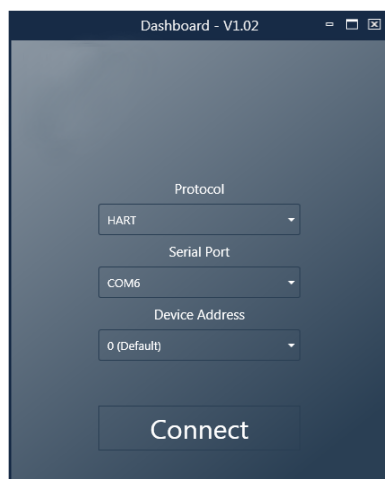 Dashboard - V1.02
Protocol
HART
Serial Port
COM6
Device Address
0 (Default)
Connect